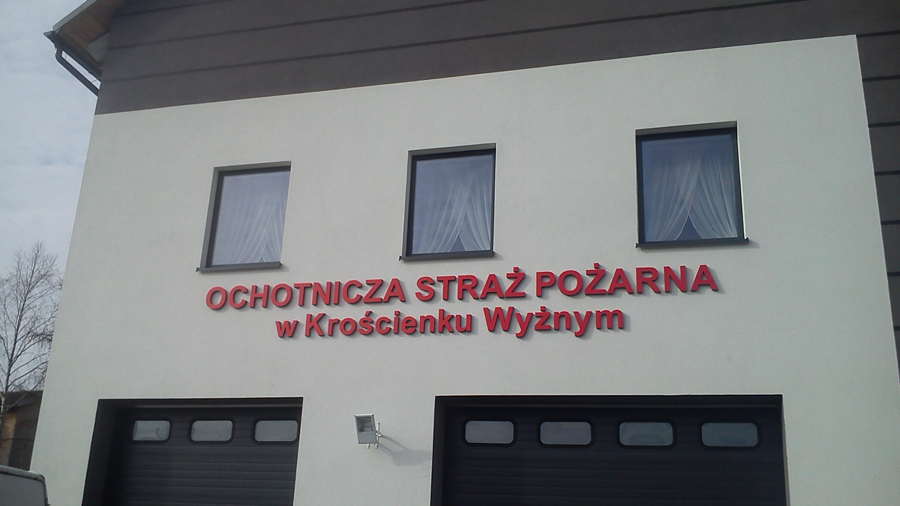 OCHOTNICZA STRAŻ POŻARNA
w Krościenku Wyżnym